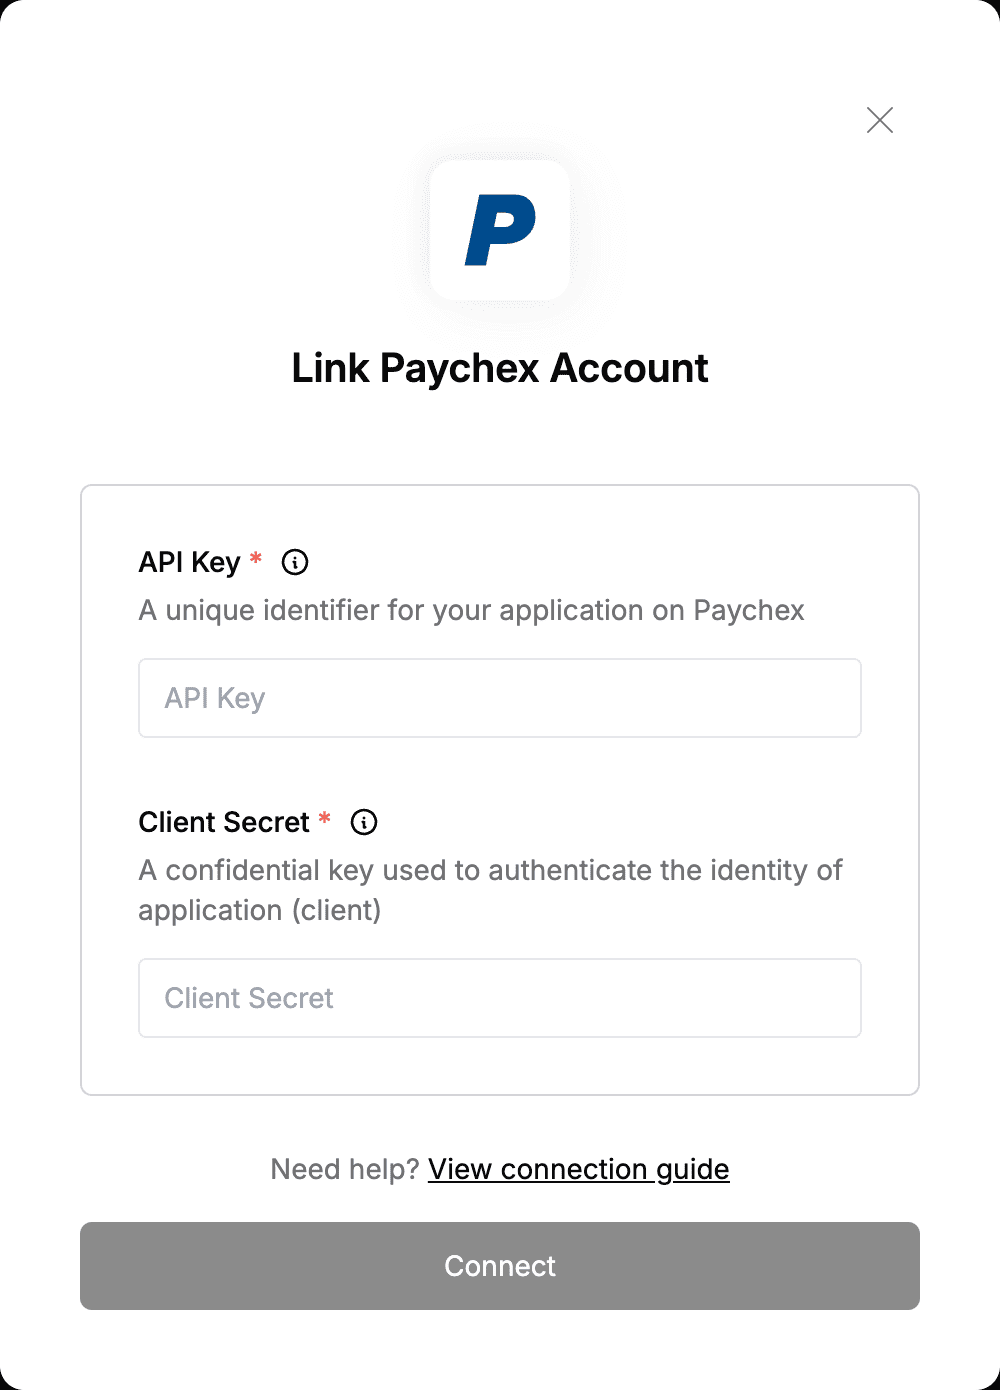 P
Link Paychex Account
API Key *
A unique identifier for your application on Paychex
API Key
Client Secret *
A confidential key used to authenticate the identity of
application (client)
Client Secret
Need help? View connection guide
Connect